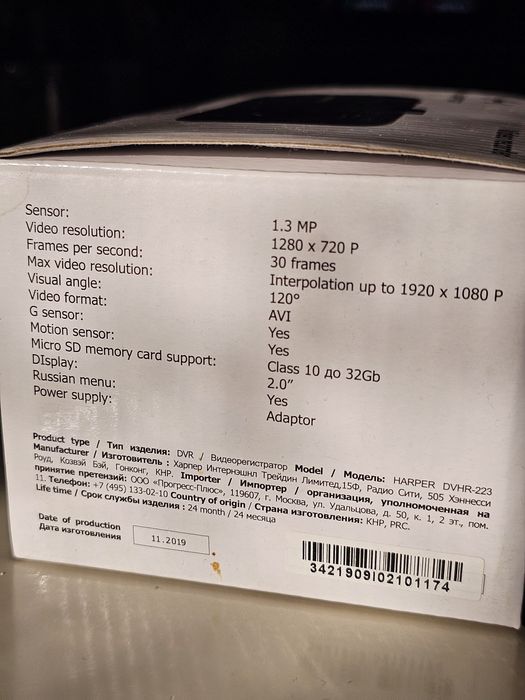 Sensor: 1.3 MP
Video resolution: 1280 x 720 P
Frames per second: 30 frames
Max video resolution: Interpolation up to 1920 x 1080 P
Visual angle: 120°
Video format: AVI
G sensor: Yes
Motion sensor: Yes
Micro SD memory card support: Class 10 до 32Gb
DIsplay: 2.0"
Russian menu: Yes
Power supply: Adaptor
Product type / Тип изделия: DVR / Видеорегистратор Model / Модель: HARPER DVHR-223
Manufacturer / Изготовитель : Харпер Интернэшнл Трейдин Лимитед,15Ф, Радио Сити, 505 Хэннесси
Роуд, Козвэй Бэй, Гонконг, КНР. Importer / Импортер / организация, уполномоченная на
принятие претензий: ООО «Прогресс-Плюс», 119607, г. Москва, ул. Удальцова, д. 50, к. 1, 2 эт., пом.
11. Телефон: +7 (495) 133-02-10 Country of origin / Страна изготовления: КНР, PRC.
Life time / Срок службы изделия : 24 month / 24 месяца
Date of production
Дата изготовления
11.2019
3421909I02101174